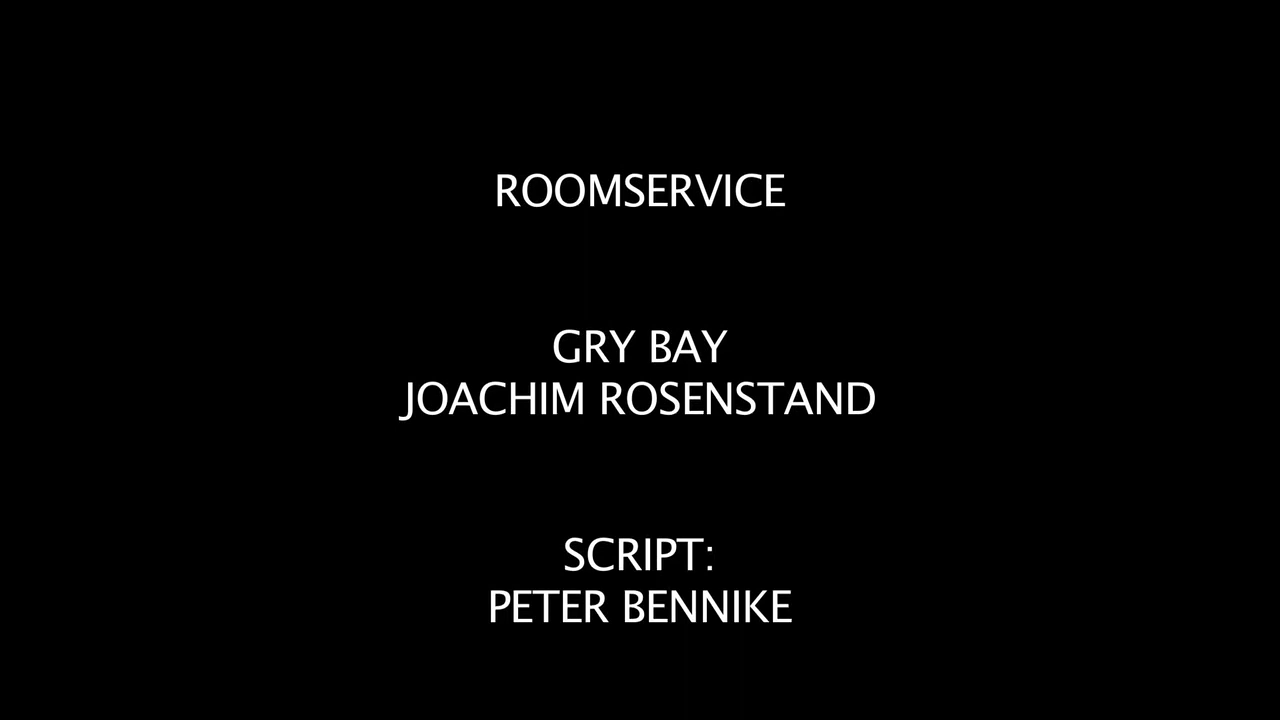 ROOMSERVICE
GRY BAY
JOACHIM ROSENSTAND
SCRIPT:
PETER BENNIKE